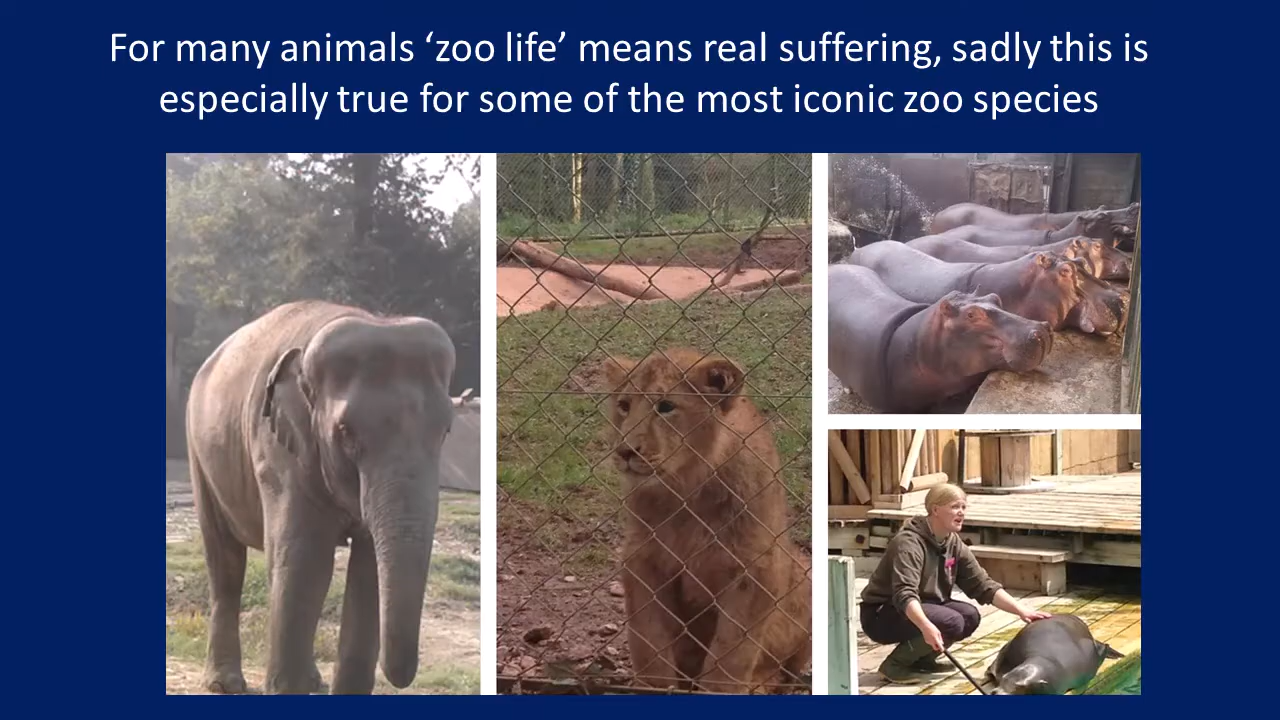 For many animals ‘zoo life’ means real suffering, sadly this is
especially true for some of the most iconic zoo species